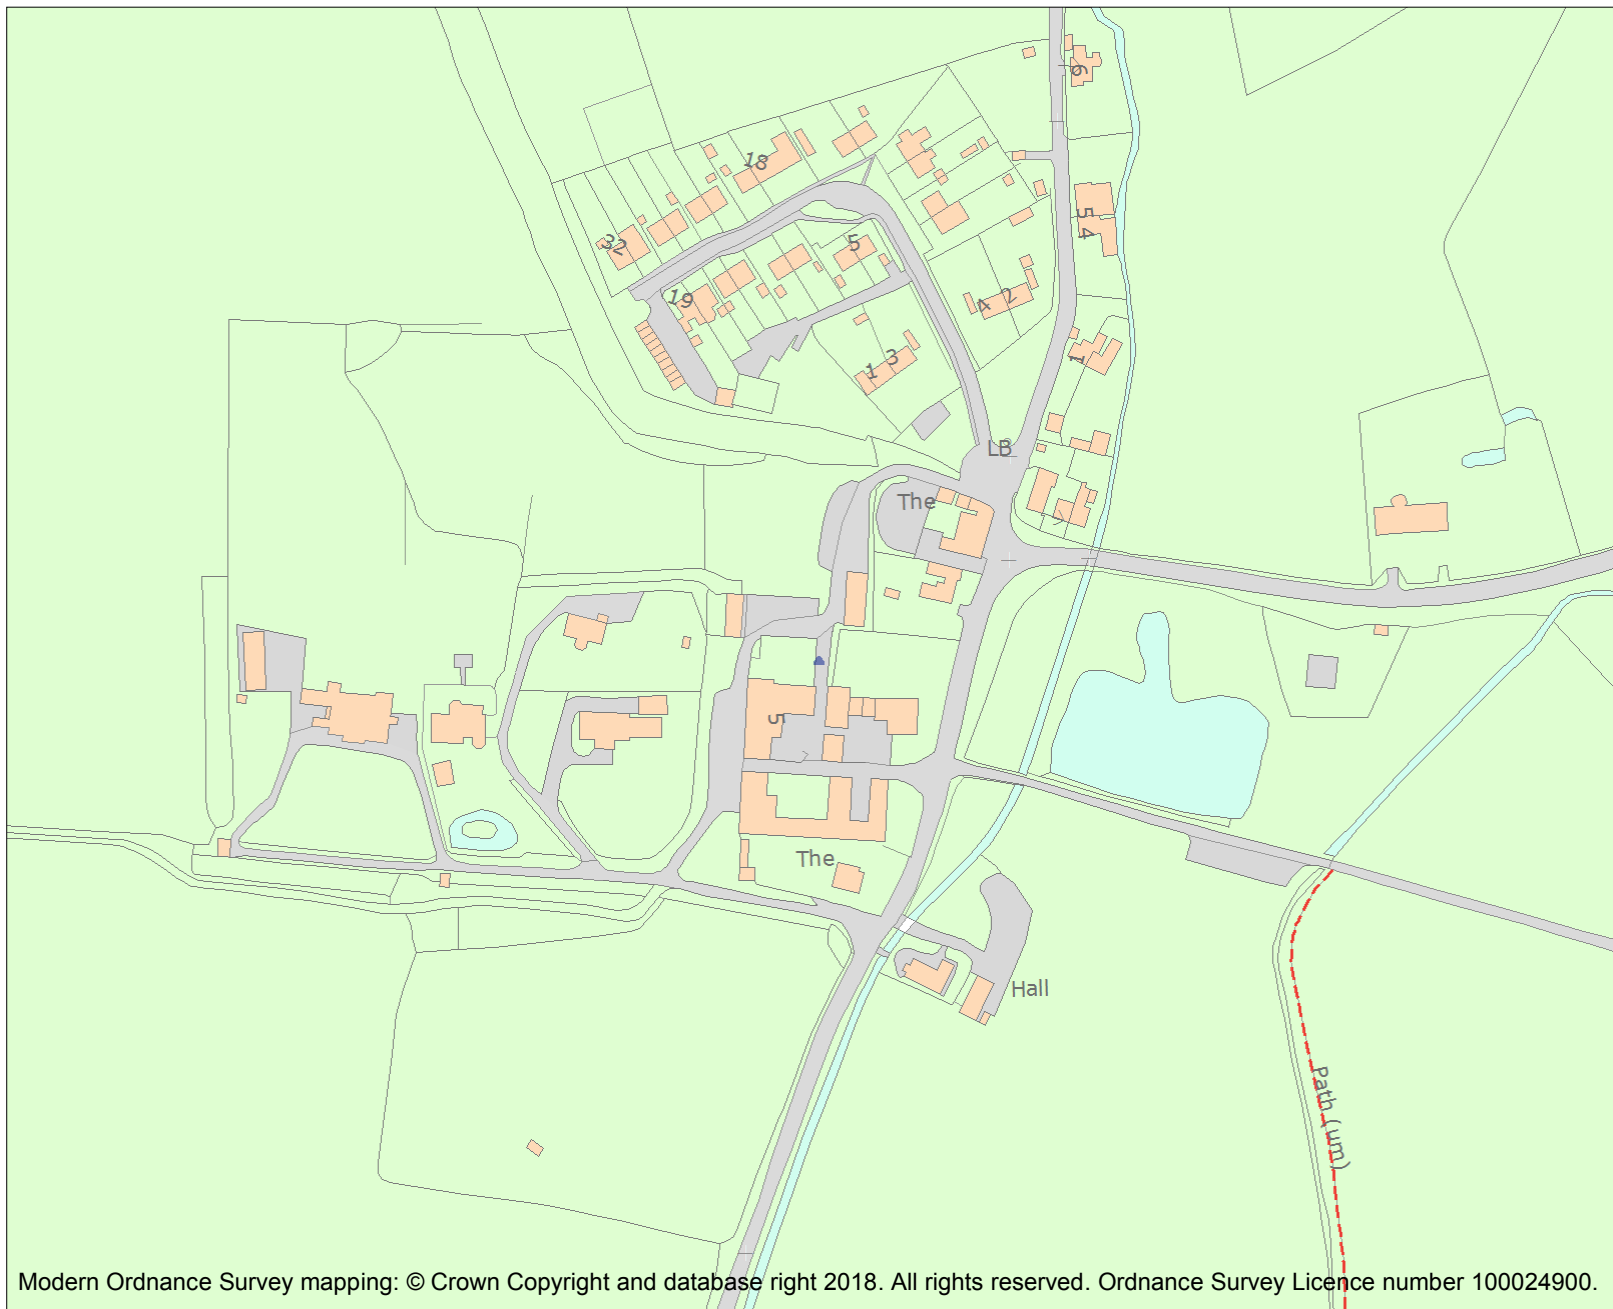 6
18
5 4
32
5
19
4 2
1
1 3
LB
The
5
The
Hall
Path (um)
Modern Ordnance Survey mapping: © Crown Copyright and database right 2018. All rights reserved. Ordnance Survey Licence number 100024900.